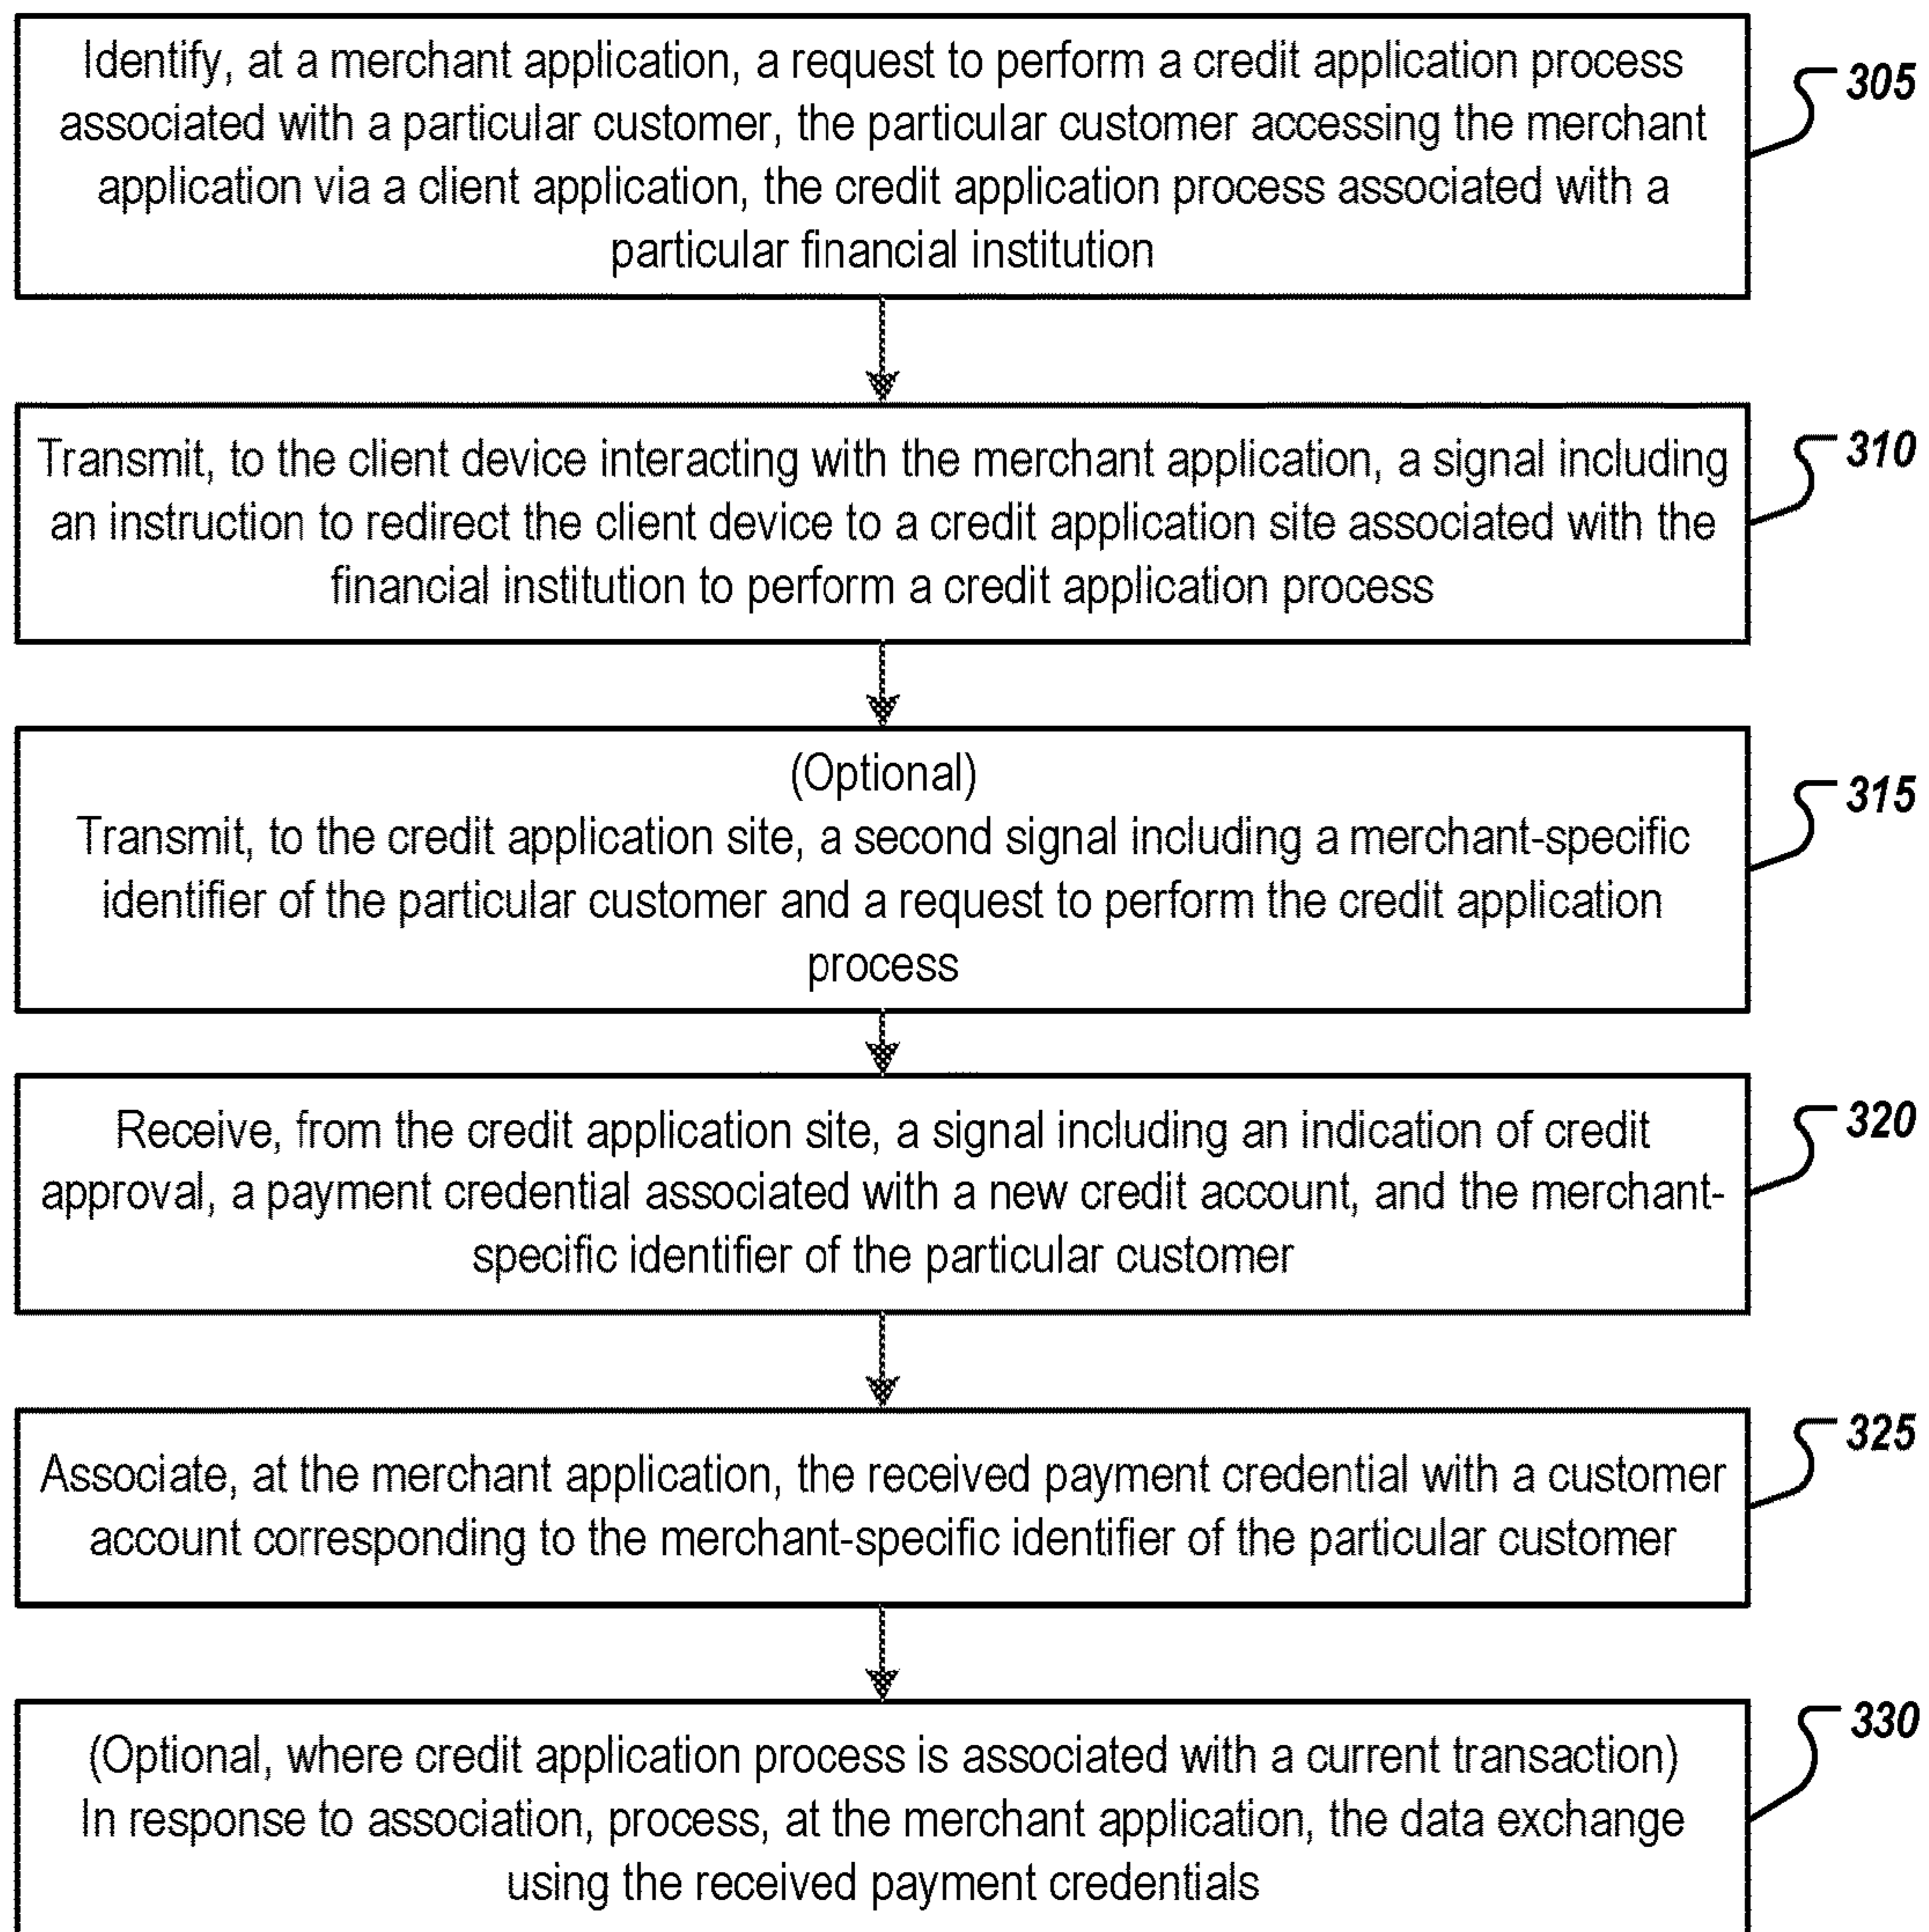 Identify, at a merchant application, a request to perform a credit application process
associated with a particular customer, the particular customer accessing the merchant
application via a client application, the credit application process associated with a
particular financial institution
305
Transmit, to the client device interacting with the merchant application, a signal including
an instruction to redirect the client device to a credit application site associated with the
financial institution to perform a credit application process
310
(Optional)
Transmit, to the credit application site, a second signal including a merchant-specific
identifier of the particular customer and a request to perform the credit application
process
315
Receive, from the credit application site, a signal including an indication of credit
approval, a payment credential associated with a new credit account, and the merchant-
specific identifier of the particular customer
320
Associate, at the merchant application, the received payment credential with a customer
account corresponding to the merchant-specific identifier of the particular customer
325
(Optional, where credit application process is associated with a current transaction)
In response to association, process, at the merchant application, the data exchange
using the received payment credentials
330